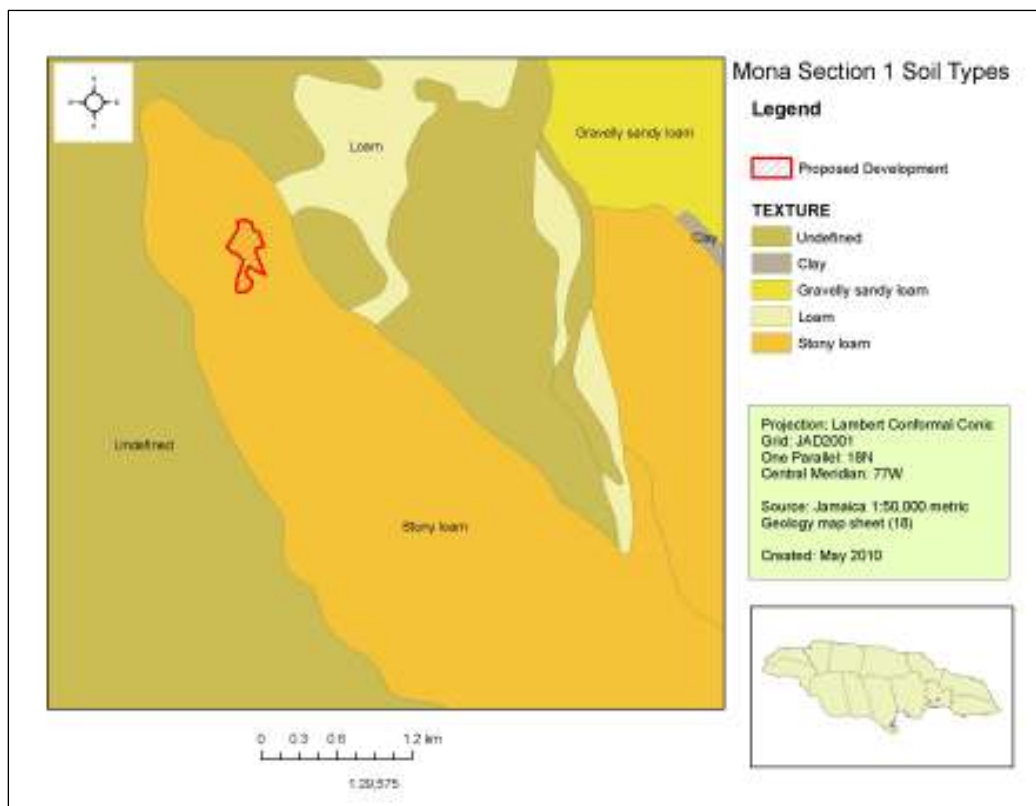 Mona Section 1 Soil Types
Legend
Proposed Development
TEXTURE
Undefined
Clay
Gravelly sandy loam
Loam
Stony loam
Projection: Lambert Conformal Conic
Grid: JAD2001
One Parallel: 18N
Central Meridian: 77W
Source: Jamaica 1:50,000 metric
Geology map sheet (18)
Created: May 2010
Gravelly sandy loam
Loam
Clay
Undefined
Stony loam
0 0.3 0.6 1.2 km
1:29,575